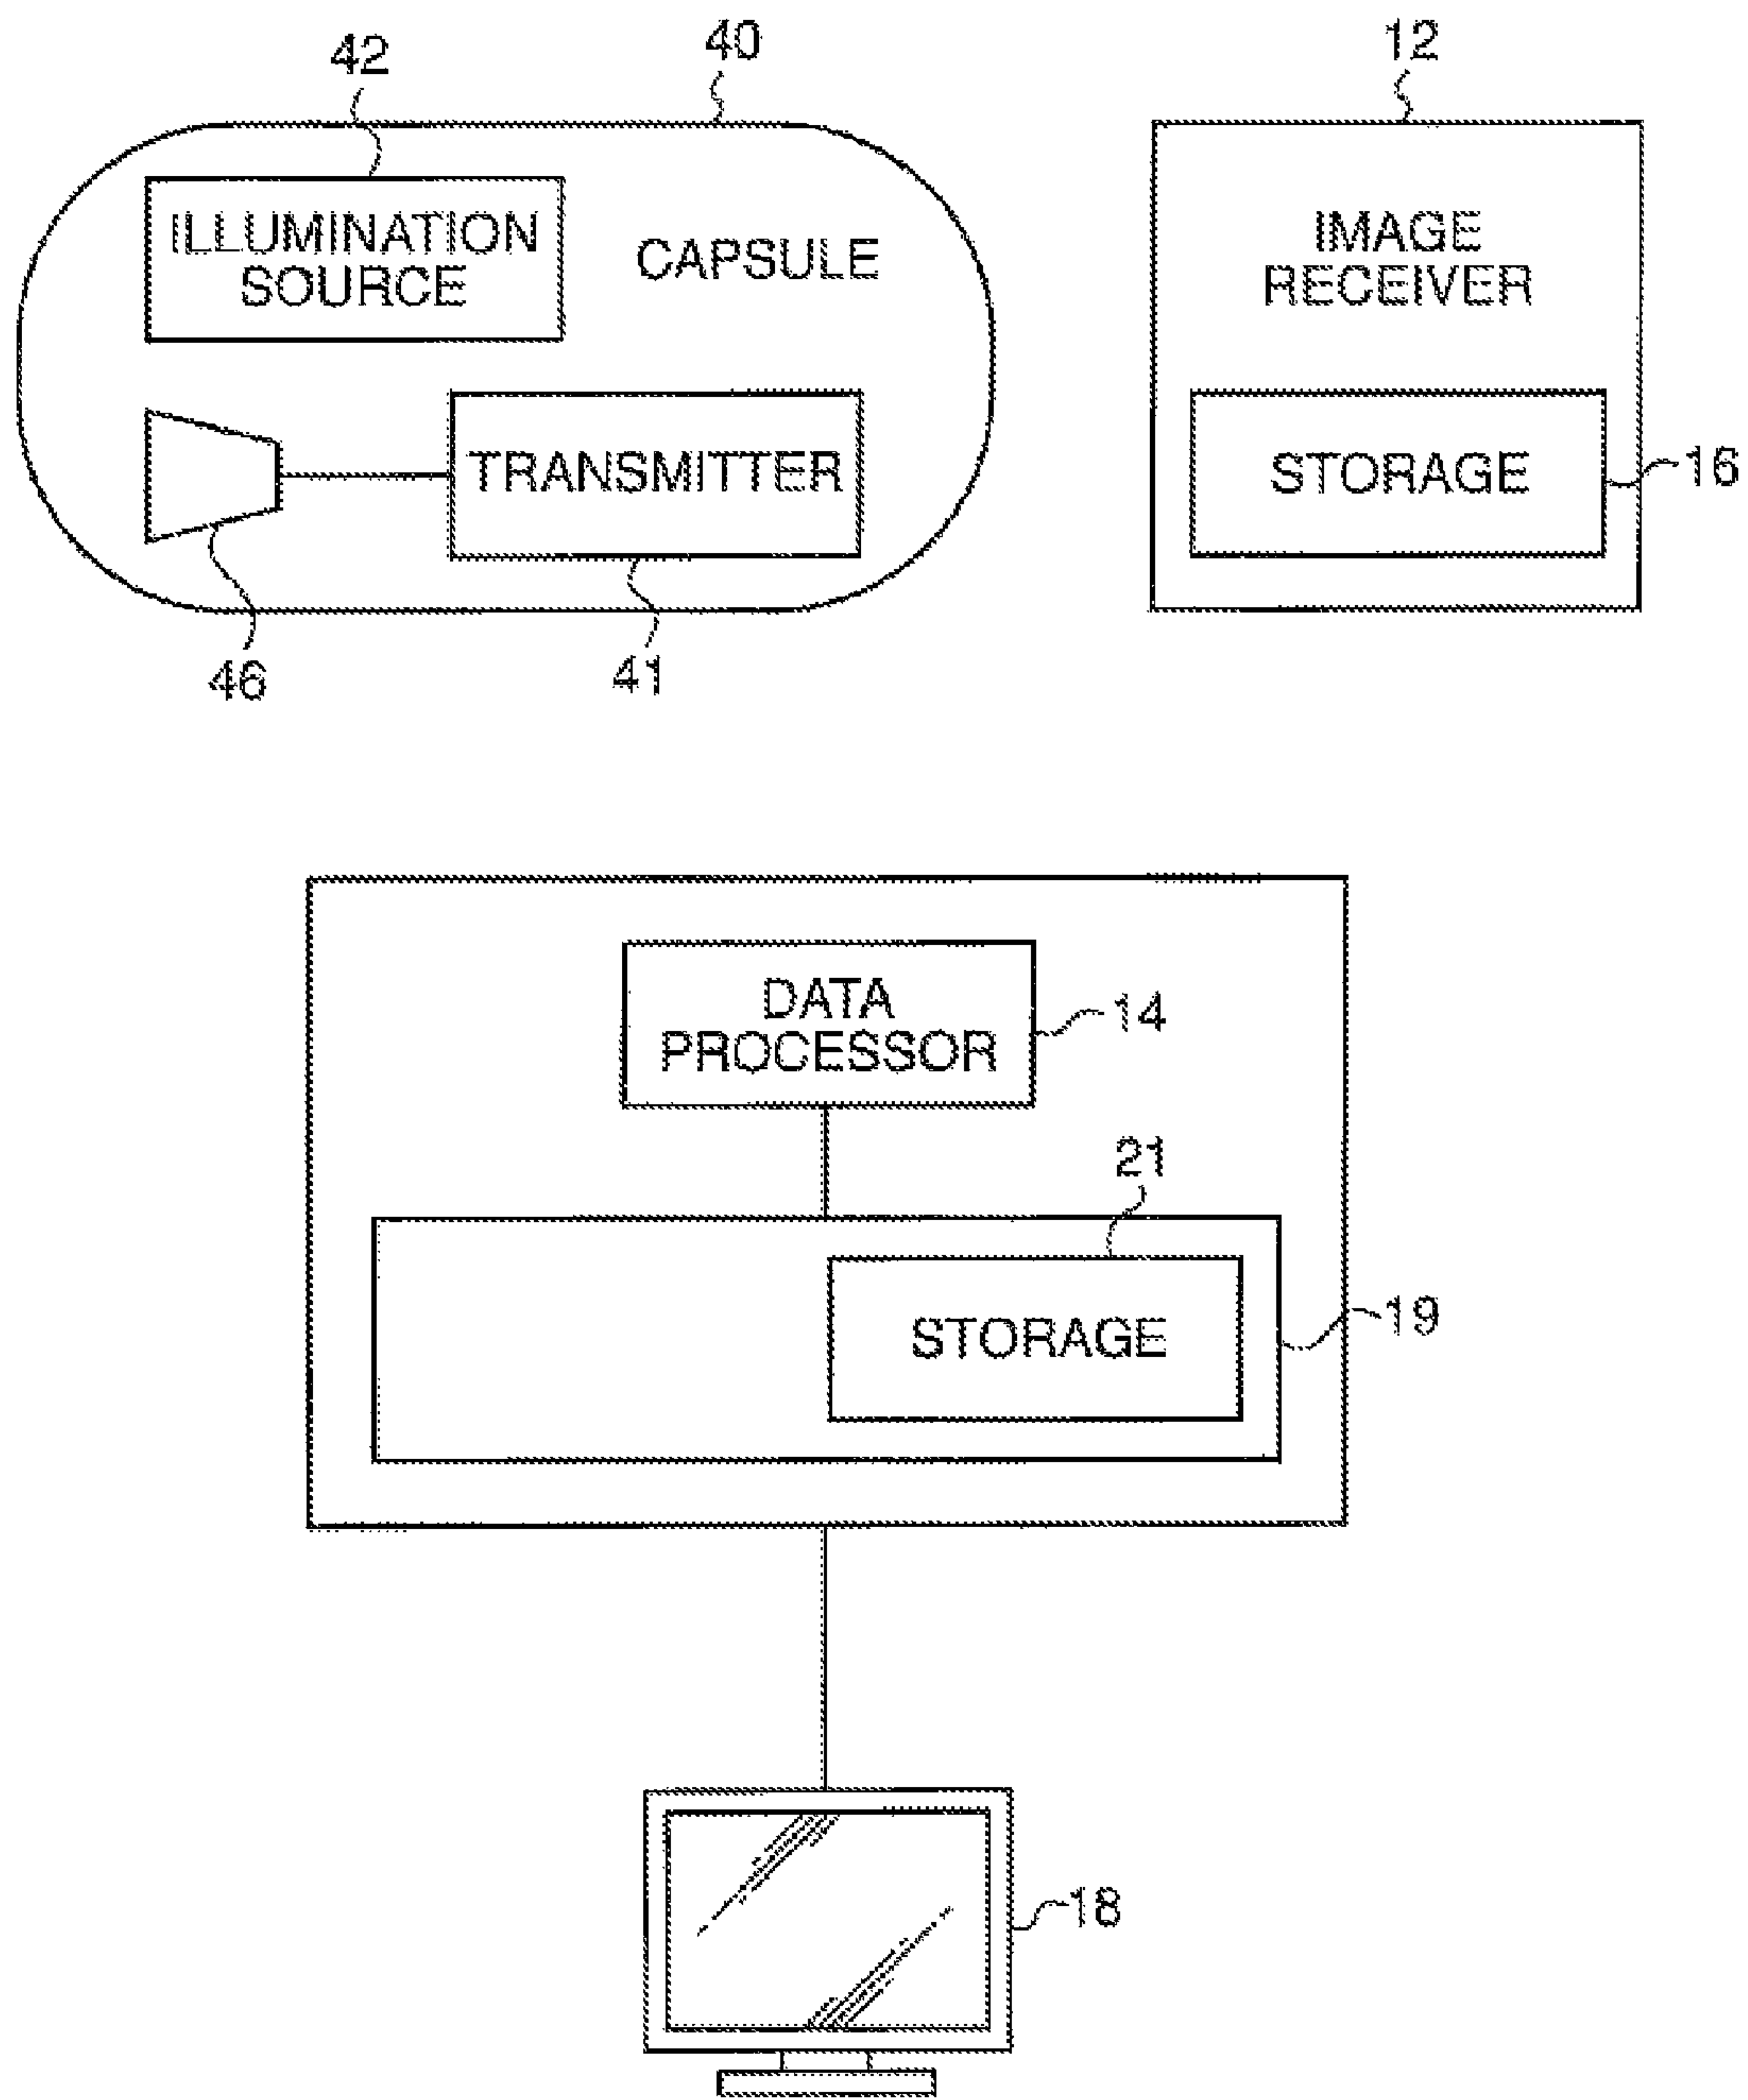 42
40
12
ILLUMINATION
SOURCE
CAPSULE
IMAGE
RECEIVER
TRANSMITTER
STORAGE
16
46
41
DATA
PROCESSOR
14
21
STORAGE
19
18